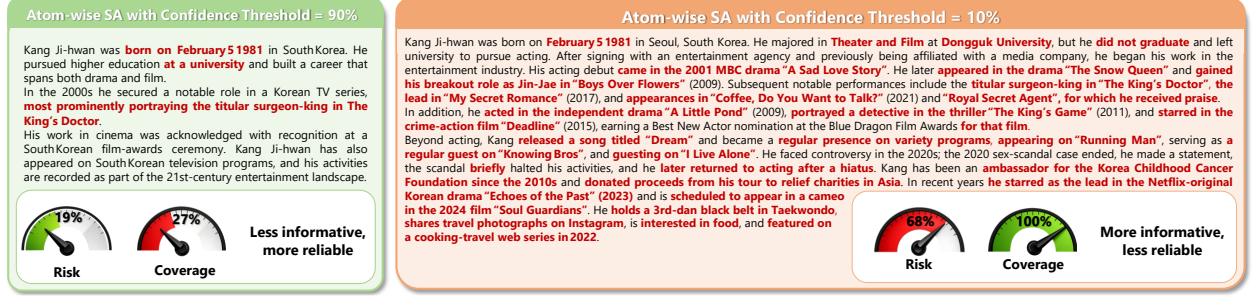 Atom-wise SA with Confidence Threshold = 90%
Kang Ji-hwan was born on February 5 1981 in South Korea. He
pursued higher education at a university and built a career that
spans both drama and film.
In the 2000s he secured a notable role in a Korean TV series,
most prominently portraying the titular surgeon-king in The
King's Doctor.
His work in cinema was acknowledged with recognition at a
South Korean film-awards ceremony. Kang Ji-hwan has also
appeared on South Korean television programs, and his activities
are recorded as part of the 21st-century entertainment landscape.
19%
Risk
27%
Coverage
Less informative,
more reliable
Atom-wise SA with Confidence Threshold = 10%
Kang Ji-hwan was born on February 5 1981 in Seoul, South Korea. He majored in Theater and Film at Dongguk University, but he did not graduate and left
university to pursue acting. After signing with an entertainment agency and previously being affiliated with a media company, he began his work in the
entertainment industry. His acting debut came in the 2001 MBC drama "A Sad Love Story". He later appeared in the drama "The Snow Queen" and gained
his breakout role as Jin-Jae in "Boys Over Flowers" (2009). Subsequent notable performances include the titular surgeon-king in "The King's Doctor", the
lead in "My Secret Romance" (2017), and appearances in "Coffee, Do You Want to Talk?" (2021) and "Royal Secret Agent", for which he received praise.
In addition, he acted in the independent drama "A Little Pond" (2009), portrayed a detective in the thriller "The King's Game" (2011), and starred in the
crime-action film "Deadline" (2015), earning a Best New Actor nomination at the Blue Dragon Film Awards for that film.
Beyond acting, Kang released a song titled "Dream" and became a regular presence on variety programs, appearing on "Running Man", serving as a
regular guest on "Knowing Bros", and guesting on "I Live Alone". He faced controversy in the 2020s; the 2020 sex-scandal case ended, he made a statement,
the scandal briefly halted his activities, and he later returned to acting after a hiatus. Kang has been an ambassador for the Korea Childhood Cancer
Foundation since the 2010s and donated proceeds from his tour to relief charities in Asia. In recent years he starred as the lead in the Netflix-original
Korean drama "Echoes of the Past" (2023) and is scheduled to appear in a cameo
in the 2024 film "Soul Guardians". He holds a 3rd-dan black belt in Taekwondo,
shares travel photographs on Instagram, is interested in food, and featured on
a cooking-travel web series in 2022.
68%
Risk
100%
Coverage
More informative,
less reliable